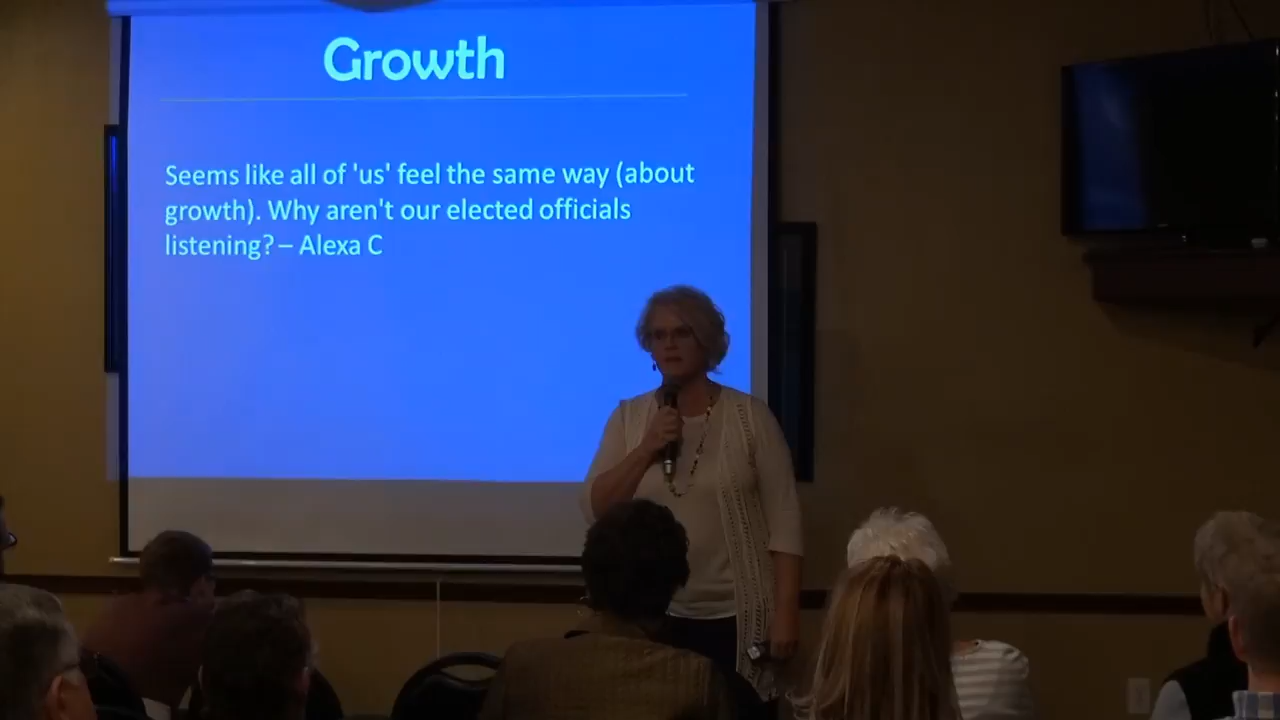 Growth
Seems like all of 'us' feel the same way (about
growth). Why aren't our elected officials
listening? – Alexa C